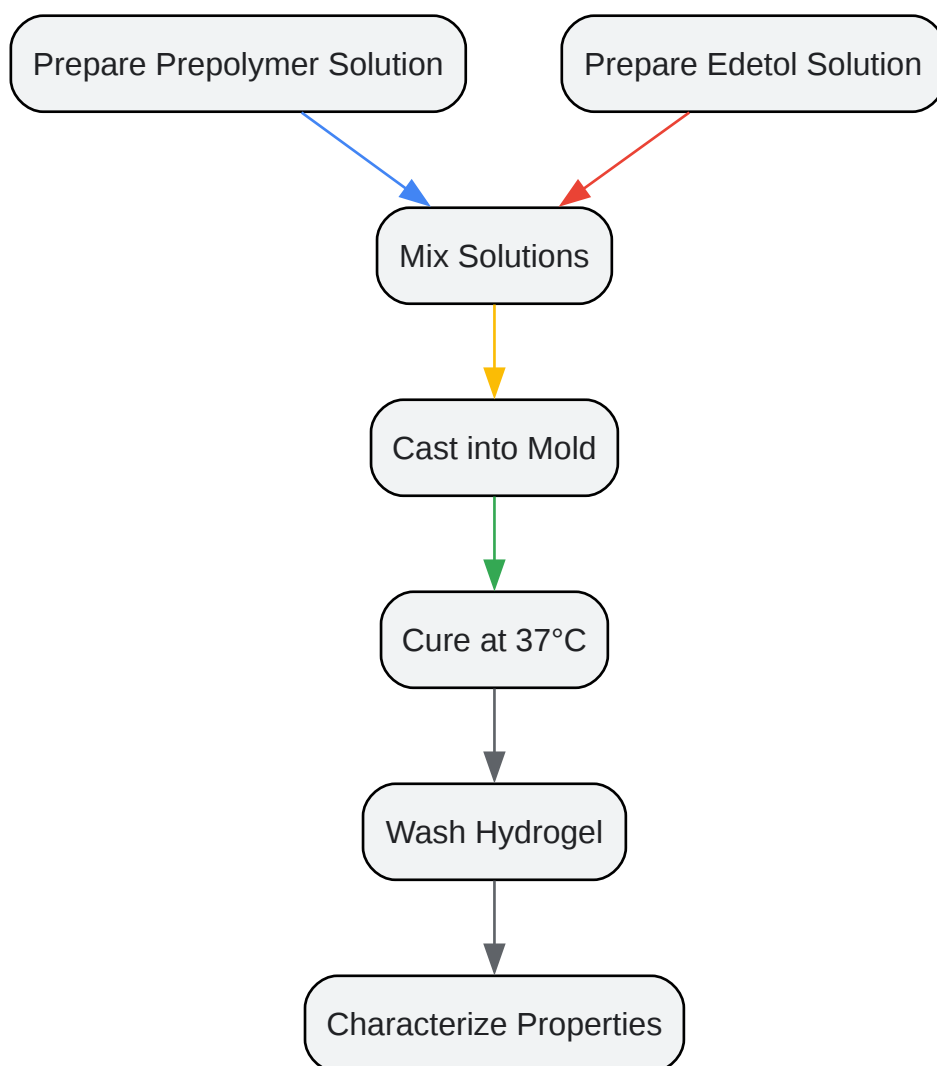 Prepare Prepolymer Solution
Prepare Edetol Solution
Mix Solutions
Cast into Mold
Cure at 37°C
Wash Hydrogel
Characterize Properties